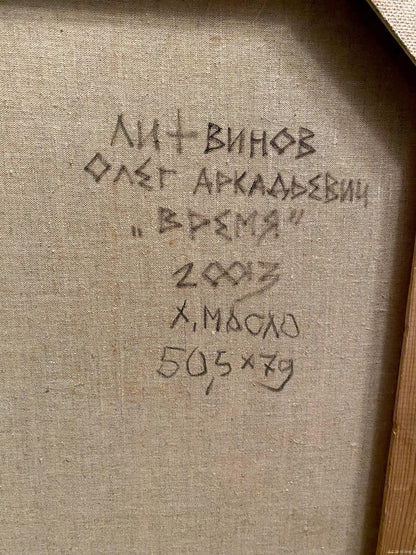 ЛИТВИНОВ
ОЛЕГ АРКАДЬЕВИЧ
„ВРЕМЯ“
2003
Х, МАСЛО
50,5 х 79